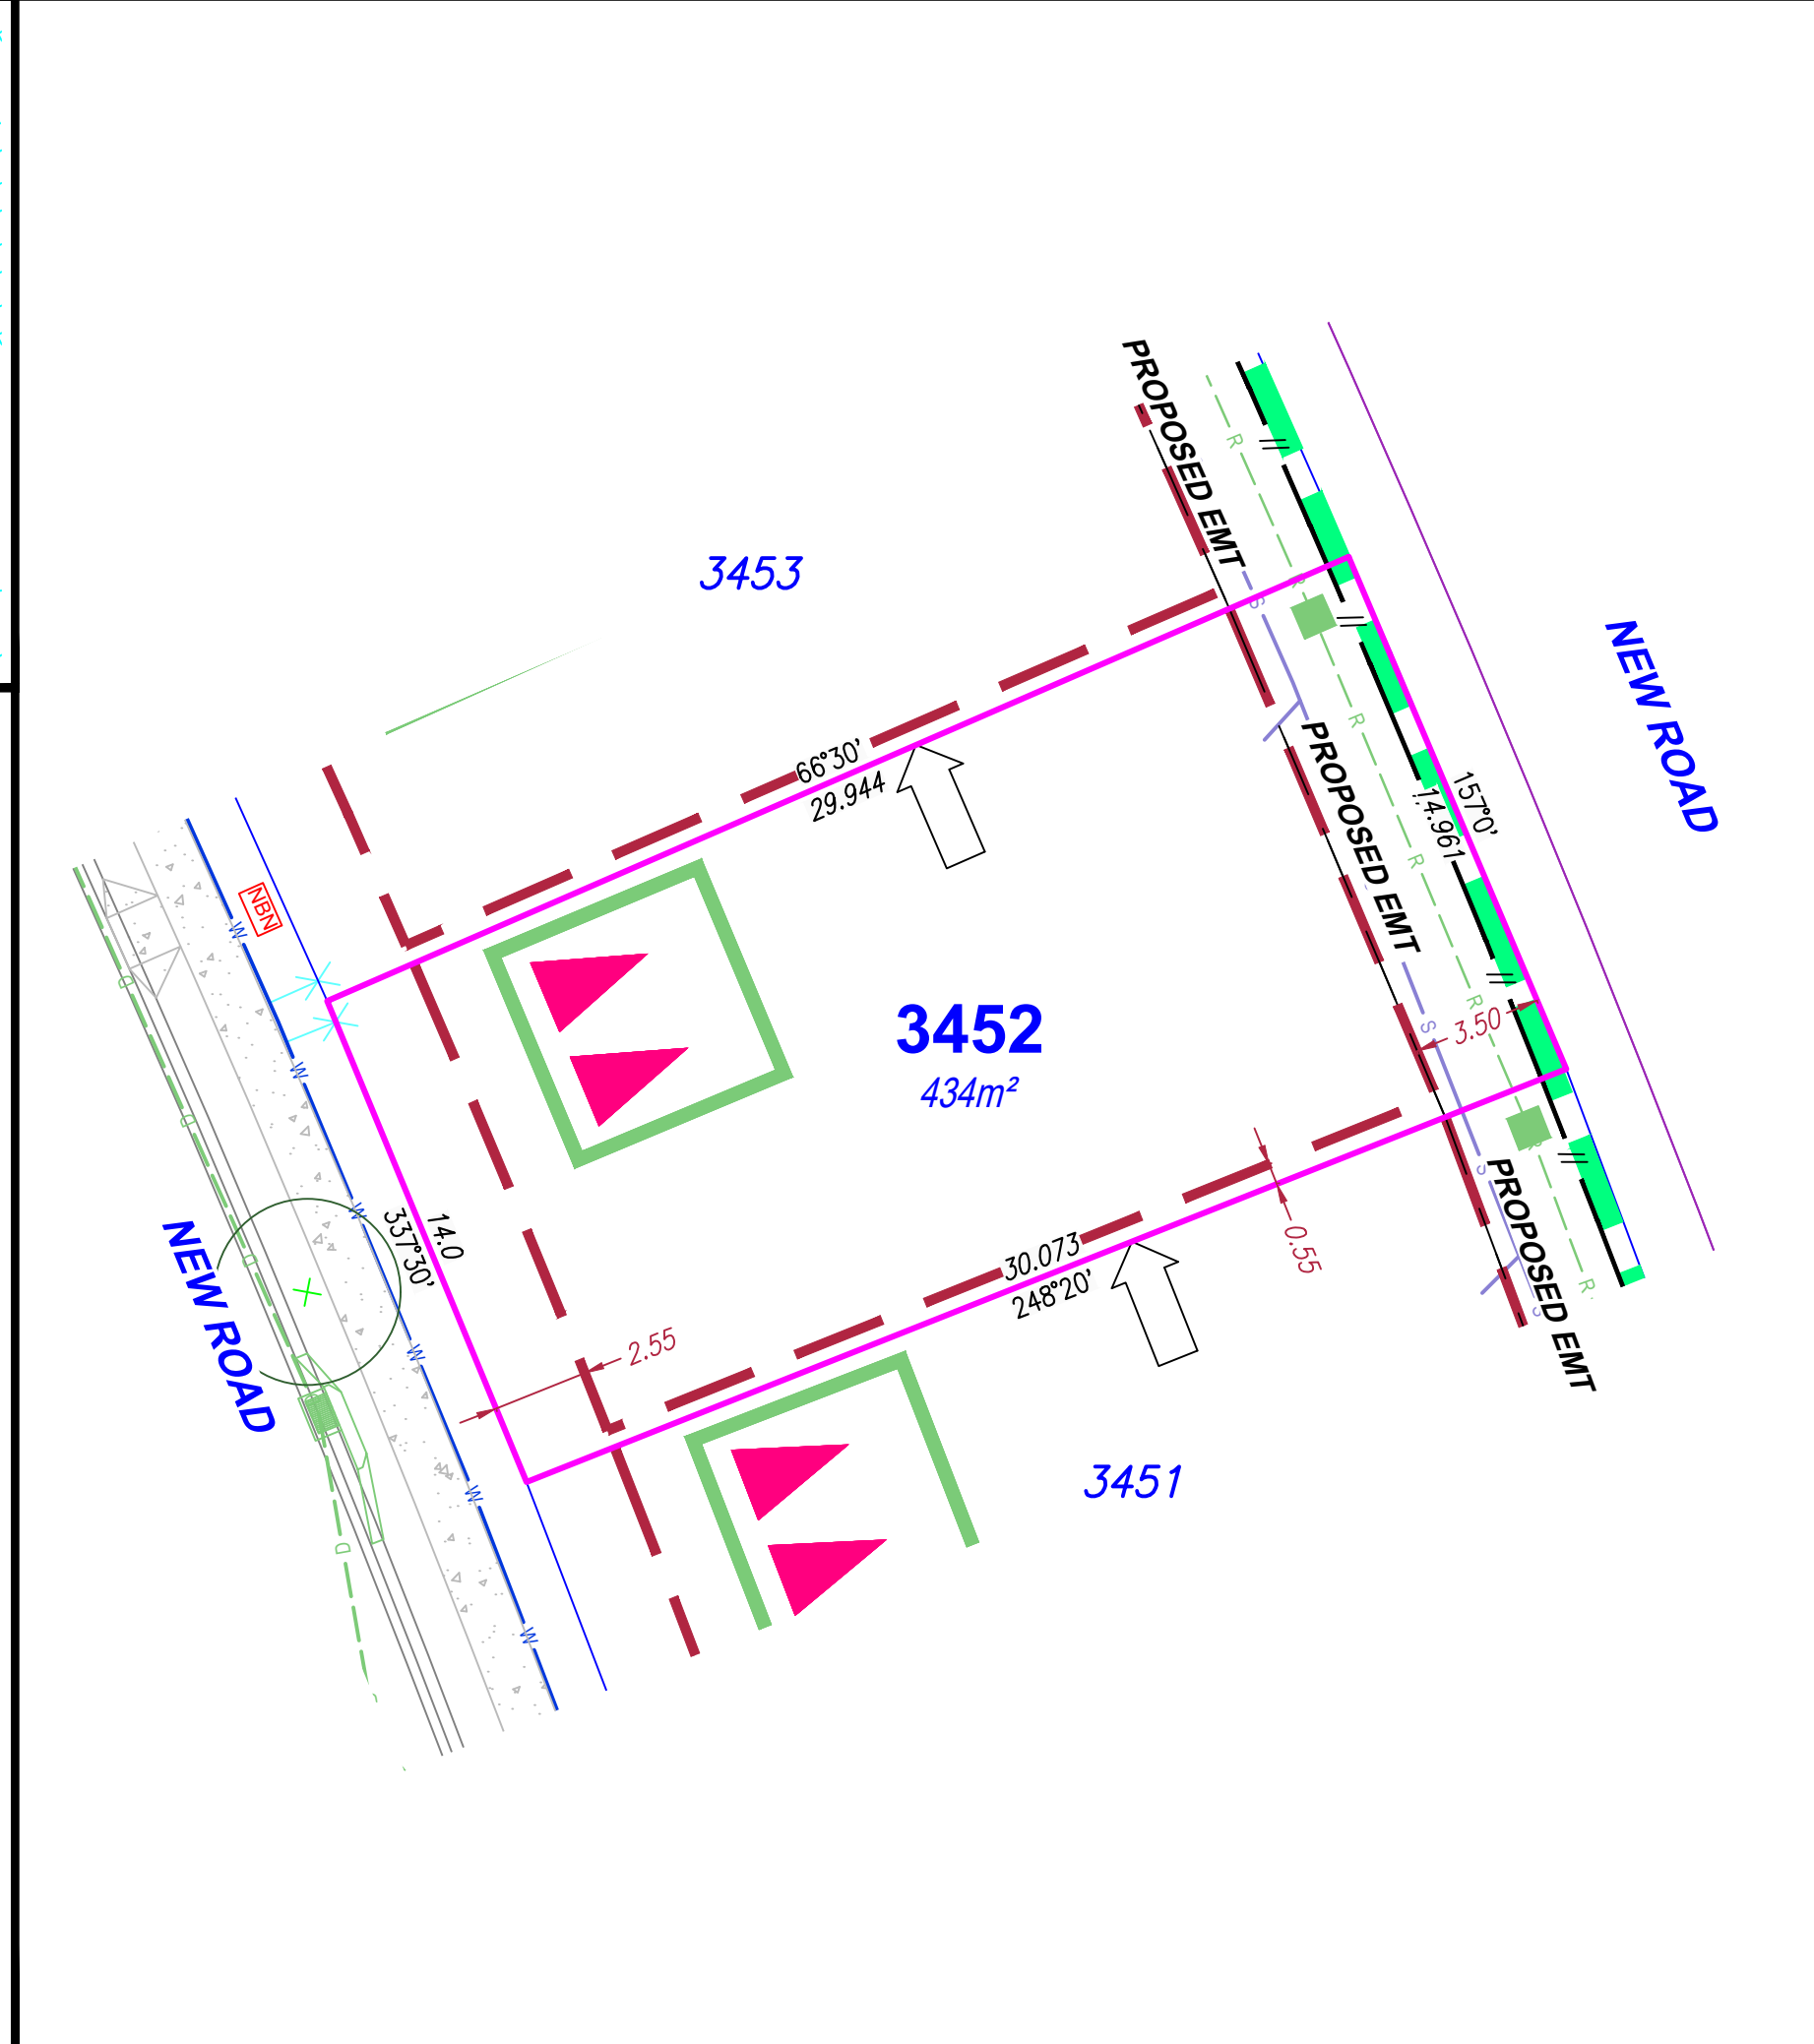 PROPOSED EMT
R
NEW ROAD
3453
S
R
66°30'
29.944
PROPOSED EMT
R
157°0'
14.961
R
NBN
W
D
3452
434m²
R
S
3.50
W
D
W
337°30'
14.0
D
NEW ROAD
30.073
248°20'
0.55
S
PROPOSED EMT
R
S
2.55
W
3451
W
D
W